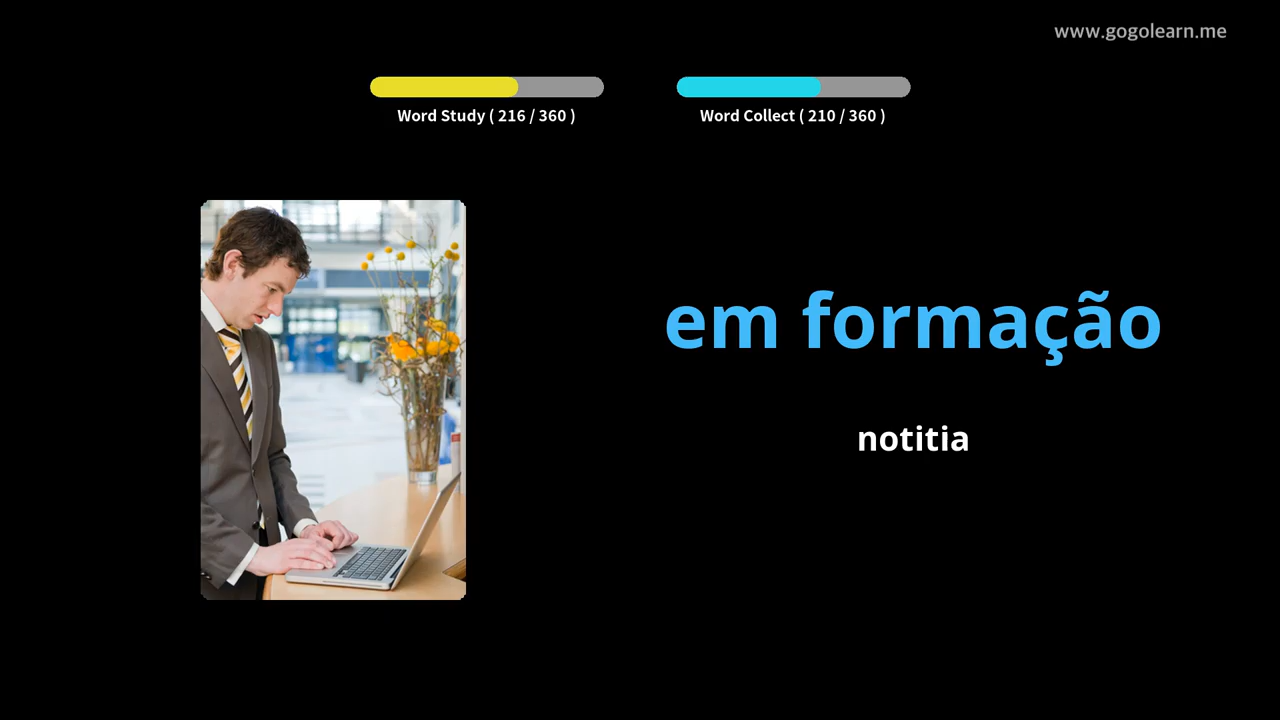 www.gogolearn.me
Word Study ( 216 / 360 )
Word Collect ( 210 / 360 )
em formação
notitia